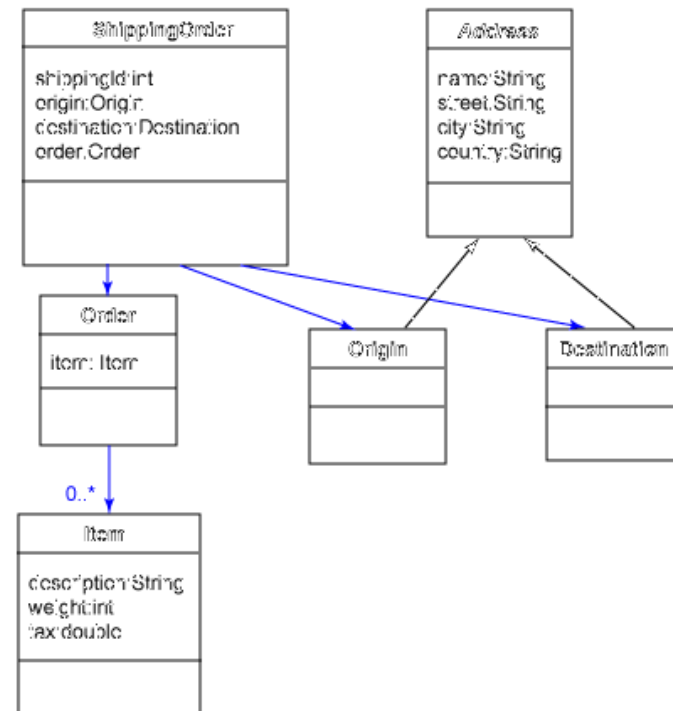 ShippingOrder
shippingId:int
origin:Origin
destination:Destination
order:Order
Address
name:String
street:String
city:String
country:String
Order
item: Item
Origin
Destination
0..*
Item
description:String
weight:int
tax:double